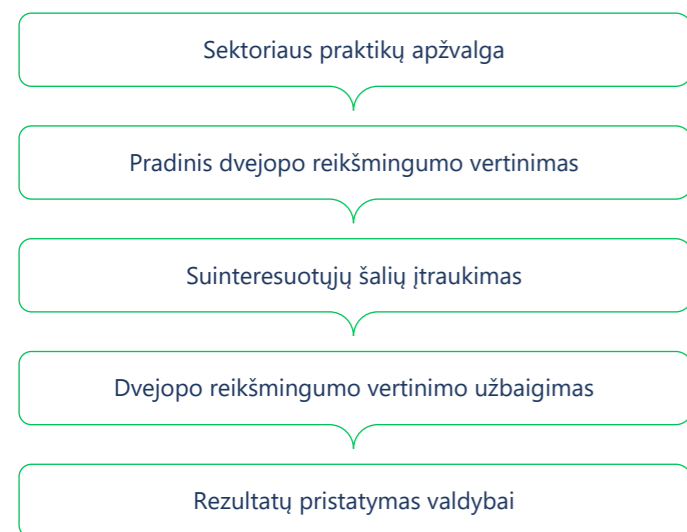 Sektoriaus praktikų apžvalga
Pradinis dvejopo reikšmingumo vertinimas
Suinteresuotųjų šalių įtraukimas
Dvejopo reikšmingumo vertinimo užbaigimas
Rezultatų pristatymas valdybai